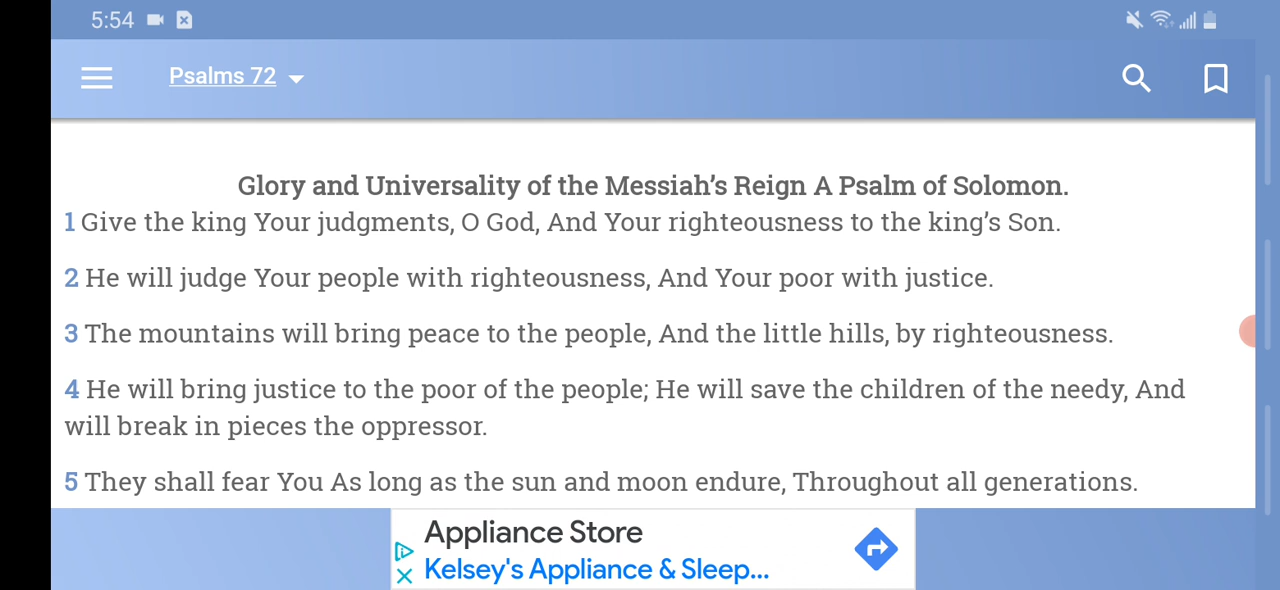 5:54
Psalms 72
Glory and Universality of the Messiah’s Reign A Psalm of Solomon.
1 Give the king Your judgments, O God, And Your righteousness to the king’s Son.
2 He will judge Your people with righteousness, And Your poor with justice.
3 The mountains will bring peace to the people, And the little hills, by righteousness.
4 He will bring justice to the poor of the people; He will save the children of the needy, And
will break in pieces the oppressor.
5 They shall fear You As long as the sun and moon endure, Throughout all generations.
Appliance Store
Kelsey's Appliance & Sleep...